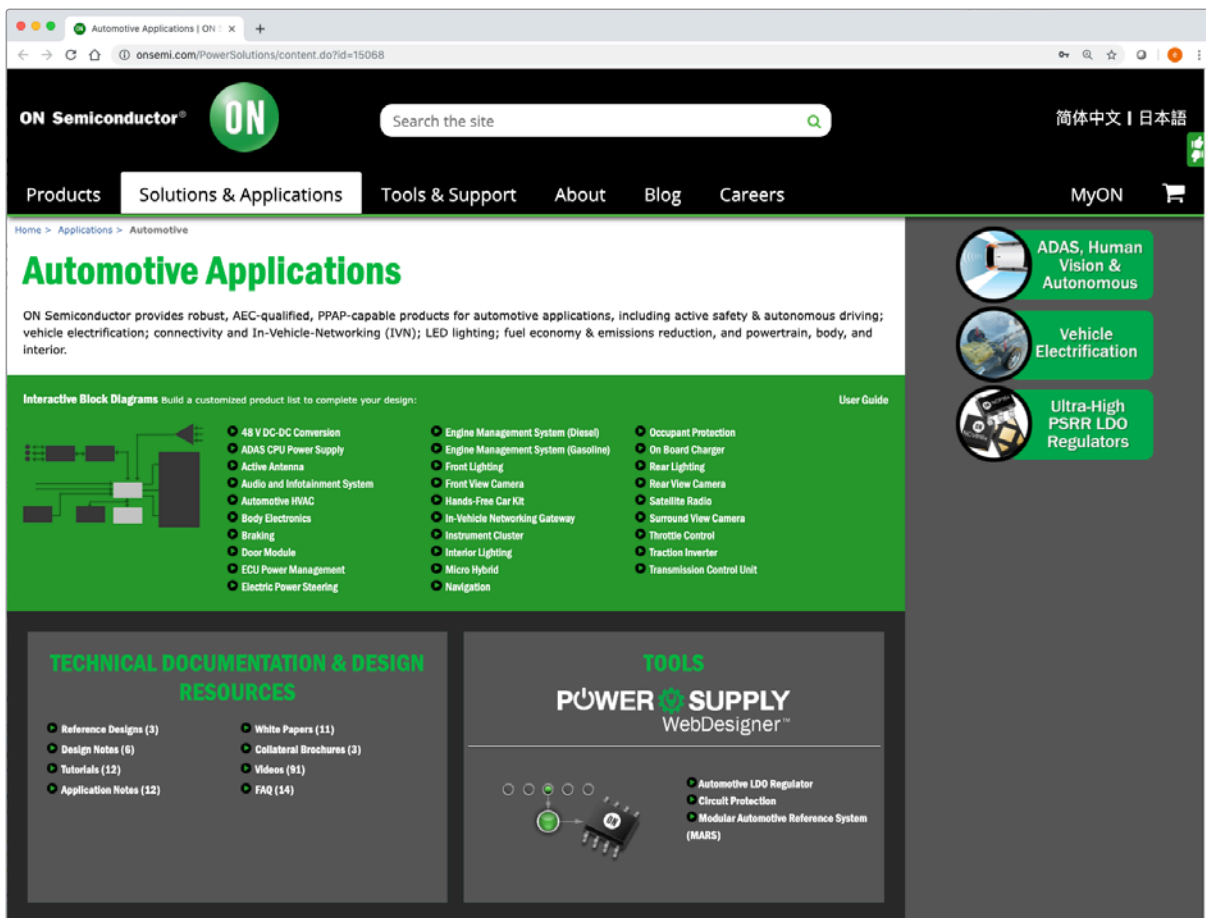 Automotive Applications | ON S
onsemi.com/PowerSolutions/content.do?id=15068
ON Semiconductor®
ON
Search the site
简体中文 | 日本語
Products
Solutions & Applications
Tools & Support
About
Blog
Careers
MyON
Home > Applications > Automotive
Automotive Applications
ON Semiconductor provides robust, AEC-qualified, PPAP-capable products for automotive applications, including active safety & autonomous driving;
vehicle electrification; connectivity and In-Vehicle-Networking (IVN); LED lighting; fuel economy & emissions reduction, and powertrain, body, and
interior.
Interactive Block Diagrams Build a customized product list to complete your design:
User Guide
48 V DC-DC Conversion
ADAS CPU Power Supply
Active Antenna
Audio and Infotainment System
Automotive HVAC
Body Electronics
Braking
Door Module
ECU Power Management
Electric Power Steering
Engine Management System (Diesel)
Engine Management System (Gasoline)
Front Lighting
Front View Camera
Hands-Free Car Kit
In-Vehicle Networking Gateway
Instrument Cluster
Interior Lighting
Micro Hybrid
Navigation
Occupant Protection
On Board Charger
Rear Lighting
Rear View Camera
Satellite Radio
Surround View Camera
Throttle Control
Traction Inverter
Transmission Control Unit
ADAS, Human
Vision &
Autonomous
Vehicle
Electrification
Ultra-High
PSRR LDO
Regulators
TECHNICAL DOCUMENTATION & DESIGN
RESOURCES
Reference Designs (3)
Design Notes (6)
Tutorials (12)
Application Notes (12)
White Papers (11)
Collateral Brochures (3)
Videos (91)
FAQ (14)
TOOLS
POWER SUPPLY
WebDesigner™
ON
Automotive LDO Regulator
Circuit Protection
Modular Automotive Reference System
(MARS)